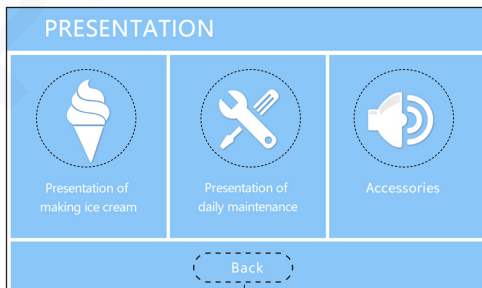 PRESENTATION
Presentation of
making ice cream
Presentation of
daily maintenance
Accessories
Back